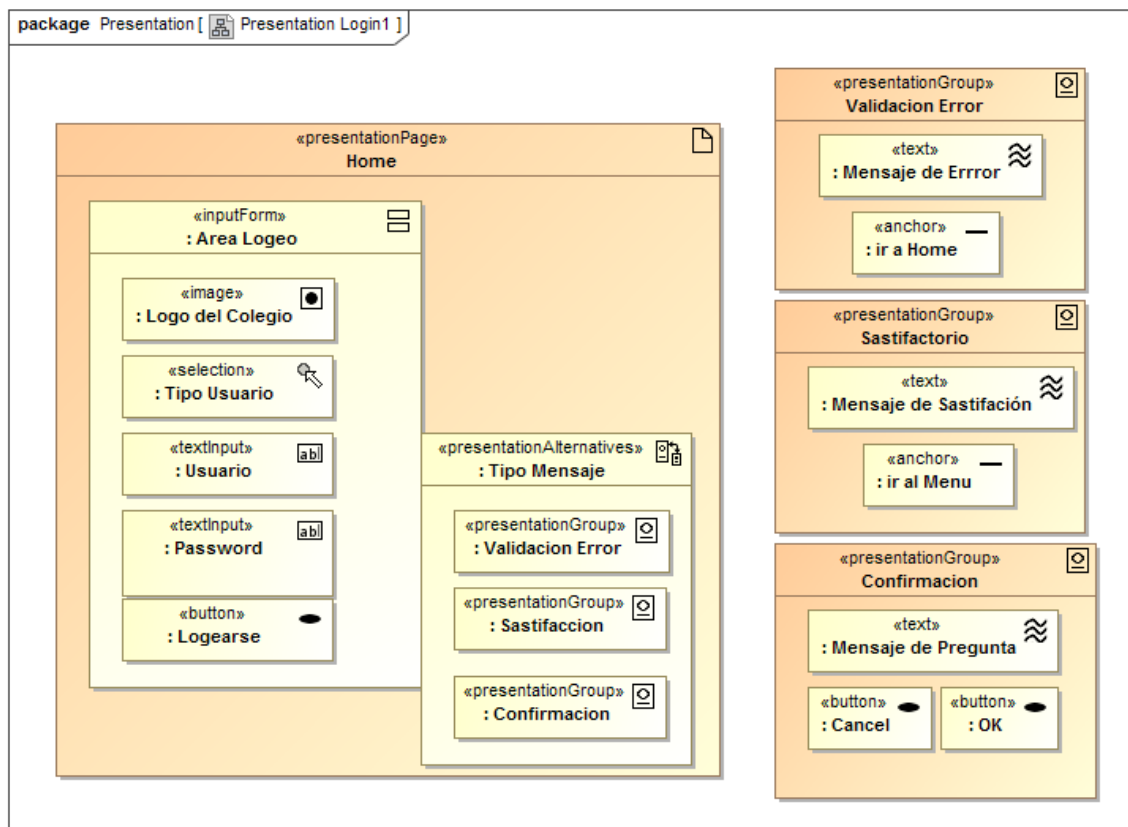 package Presentation [ Presentation Login1 ]
«presentationPage»
Home
«inputForm»
: Area Logeo
«image»
: Logo del Colegio
«selection»
: Tipo Usuario
«textInput»
: Usuario
abl
«textInput»
: Password
abl
«button»
: Logearse
«presentationAlternatives»
: Tipo Mensaje
«presentationGroup»
: Validacion Error
«presentationGroup»
: Sastifaccion
«presentationGroup»
: Confirmacion
«presentationGroup»
Validacion Error
«text»
: Mensaje de Errror
«anchor»
: ir a Home
«presentationGroup»
Sastifactorio
«text»
: Mensaje de Sastifación
«anchor»
: ir al Menu
«presentationGroup»
Confirmacion
«text»
: Mensaje de Pregunta
«button»
: Cancel
«button»
: OK